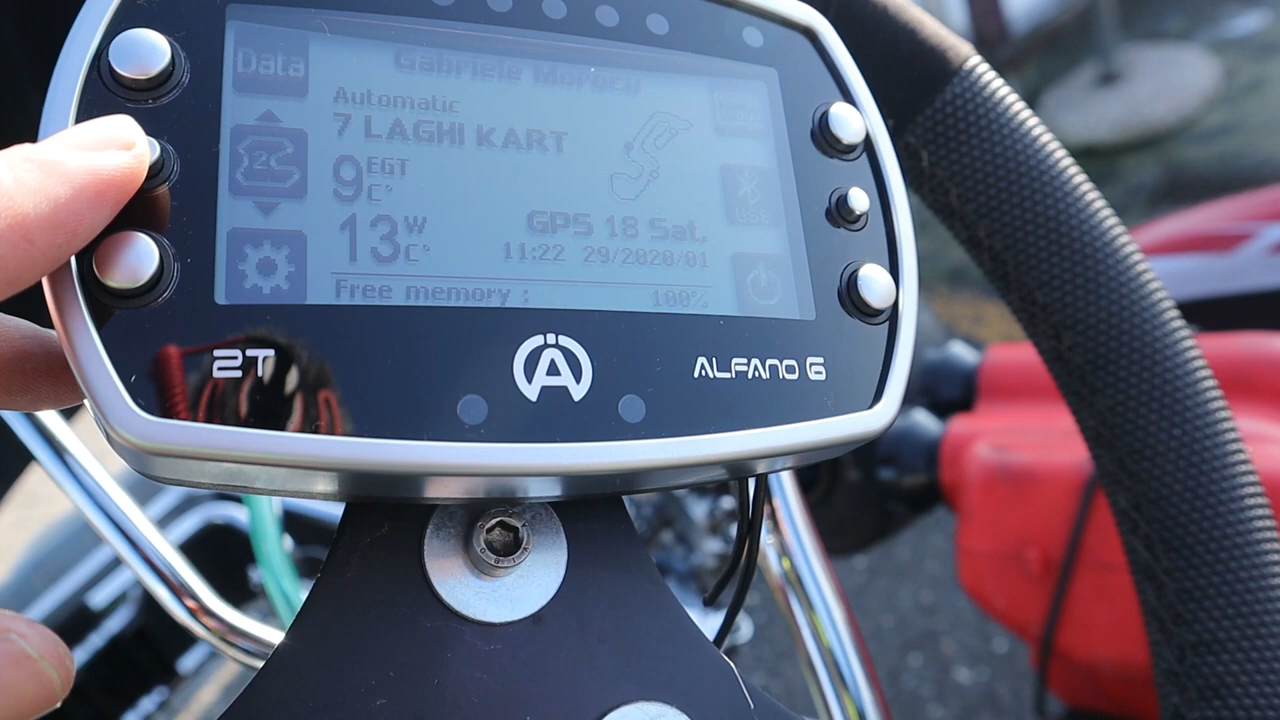 Data
Automatic
7 LAGHI KART
9 EGT C°
13 W C°
GPS 18 Sat.
11:22 29/2020/01
Free memory : 100%
USB
2T
ALFANO 6